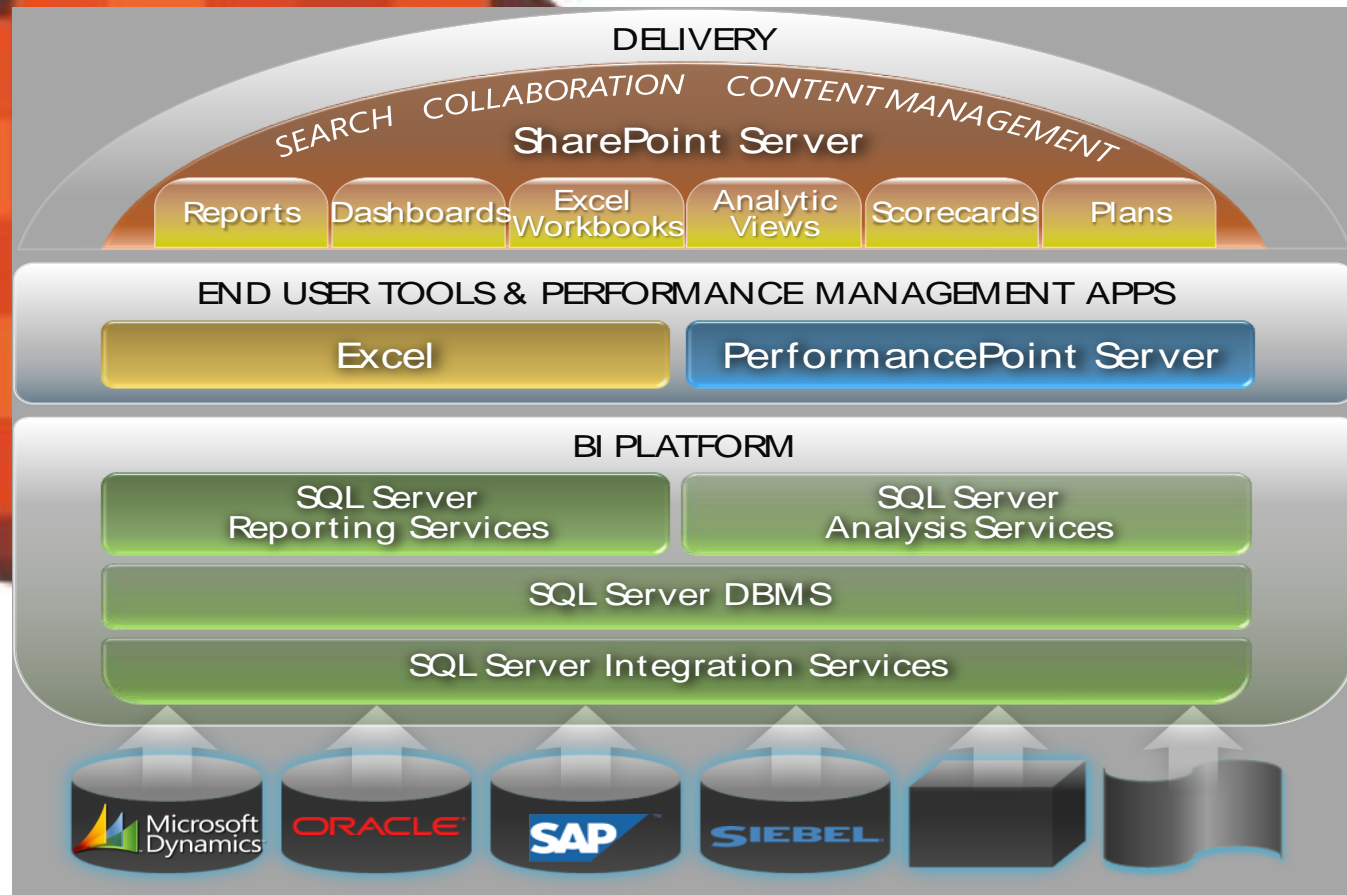 DELIVERY
SEARCH COLLABORATION CONTENT MANAGEMENT
SharePoint Server
Reports
Dashboards
Excel
Workbooks
Analytic
Views
Scorecards
Plans
END USER TOOLS & PERFORMANCE MANAGEMENT APPS
Excel
PerformancePoint Server
BI PLATFORM
SQL Server
Reporting Services
SQL Server
Analysis Services
SQL Server DBMS
SQL Server Integration Services
Microsoft
Dynamics
ORACLE
SAP
SIEBEL